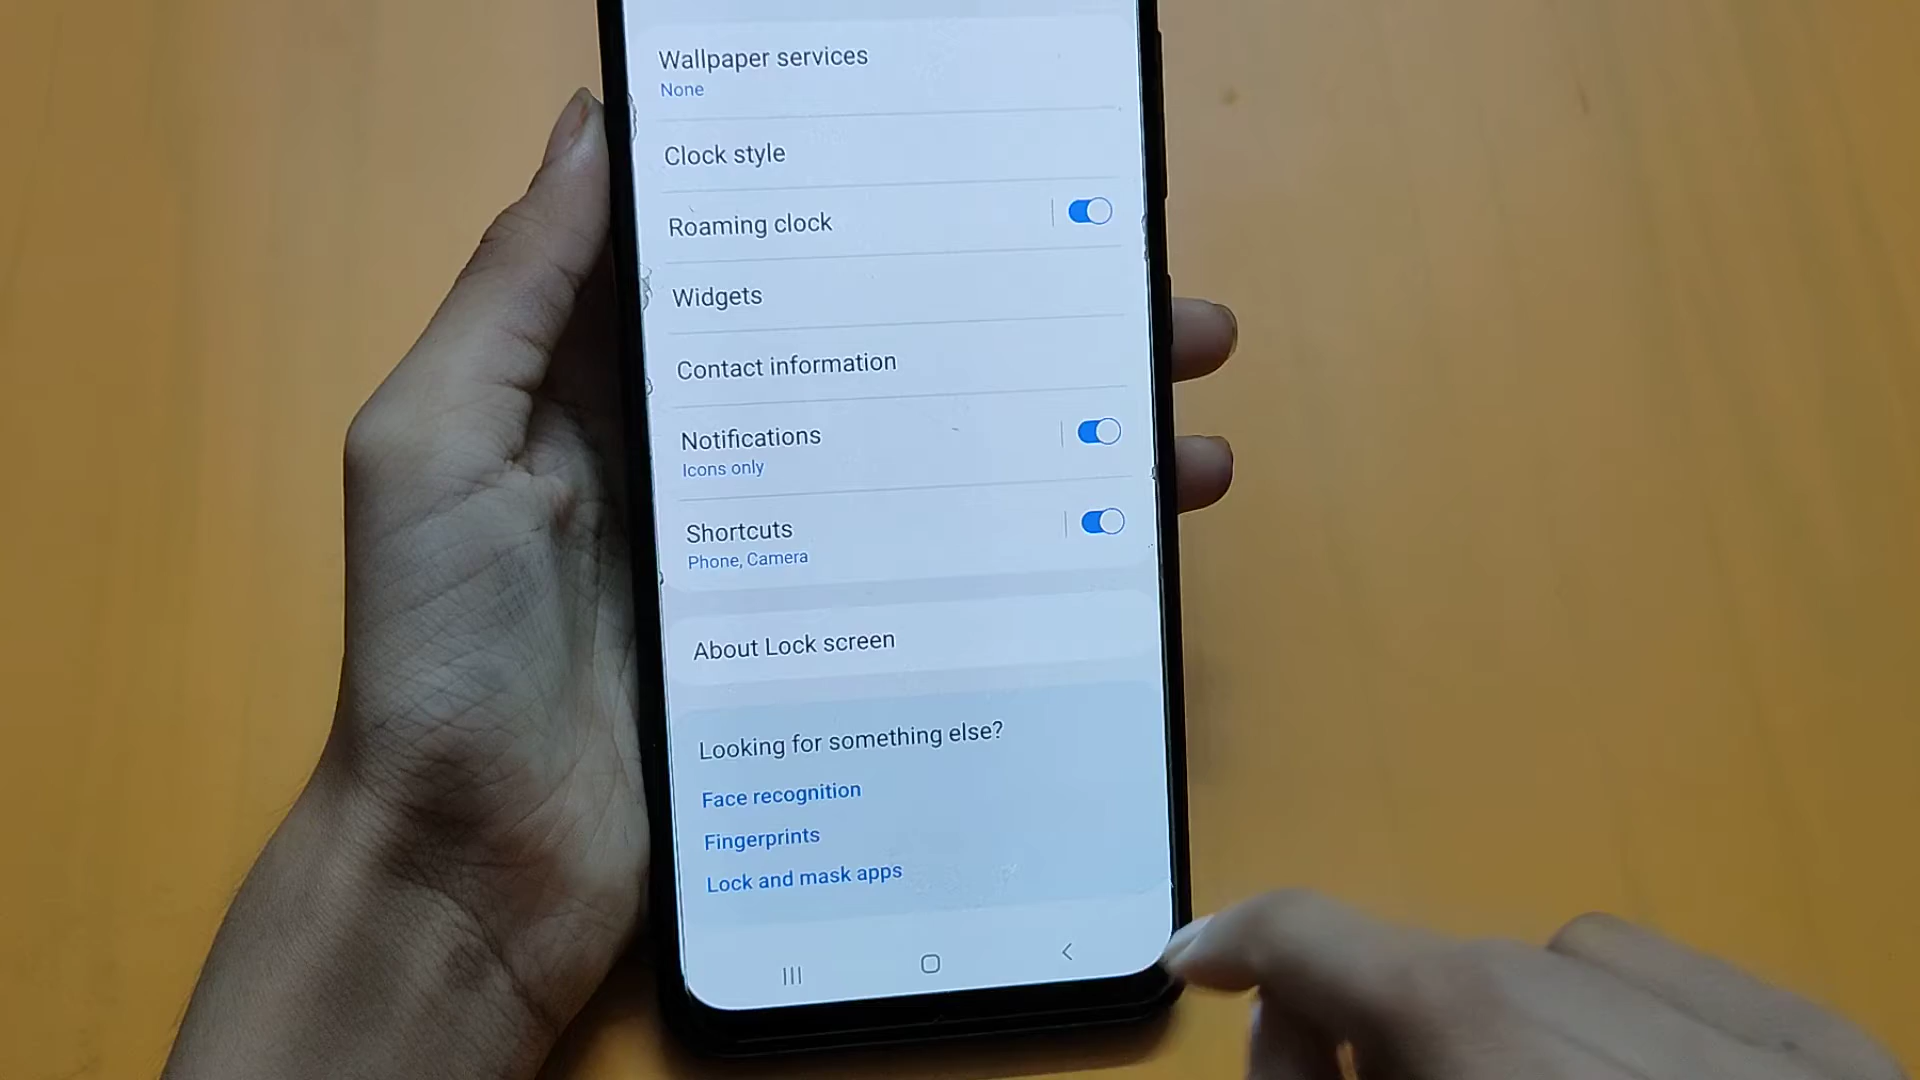 Wallpaper services
None
Clock style
Roaming clock
Widgets
Contact information
Notifications
Icons only
Shortcuts
Phone, Camera
About Lock screen
Looking for something else?
Face recognition
Fingerprints
Lock and mask apps